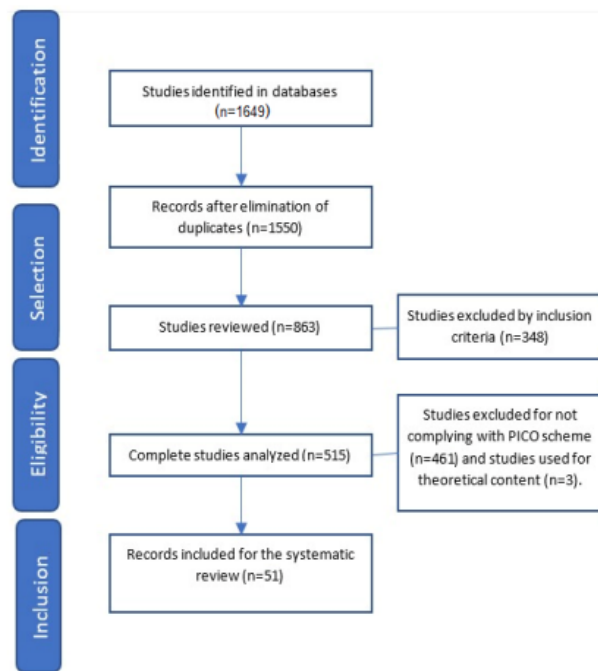 Identification
Studies identified in databases
(n=1649)
Records after elimination of
duplicates (n=1550)
Selection
Studies reviewed (n=863)
Studies excluded by inclusion
criteria (n=348)
Eligibility
Complete studies analyzed (n=515)
Studies excluded for not
complying with PICO scheme
(n=461) and studies used for
theoretical content (n=3).
Inclusion
Records included for the systematic
review (n=51)